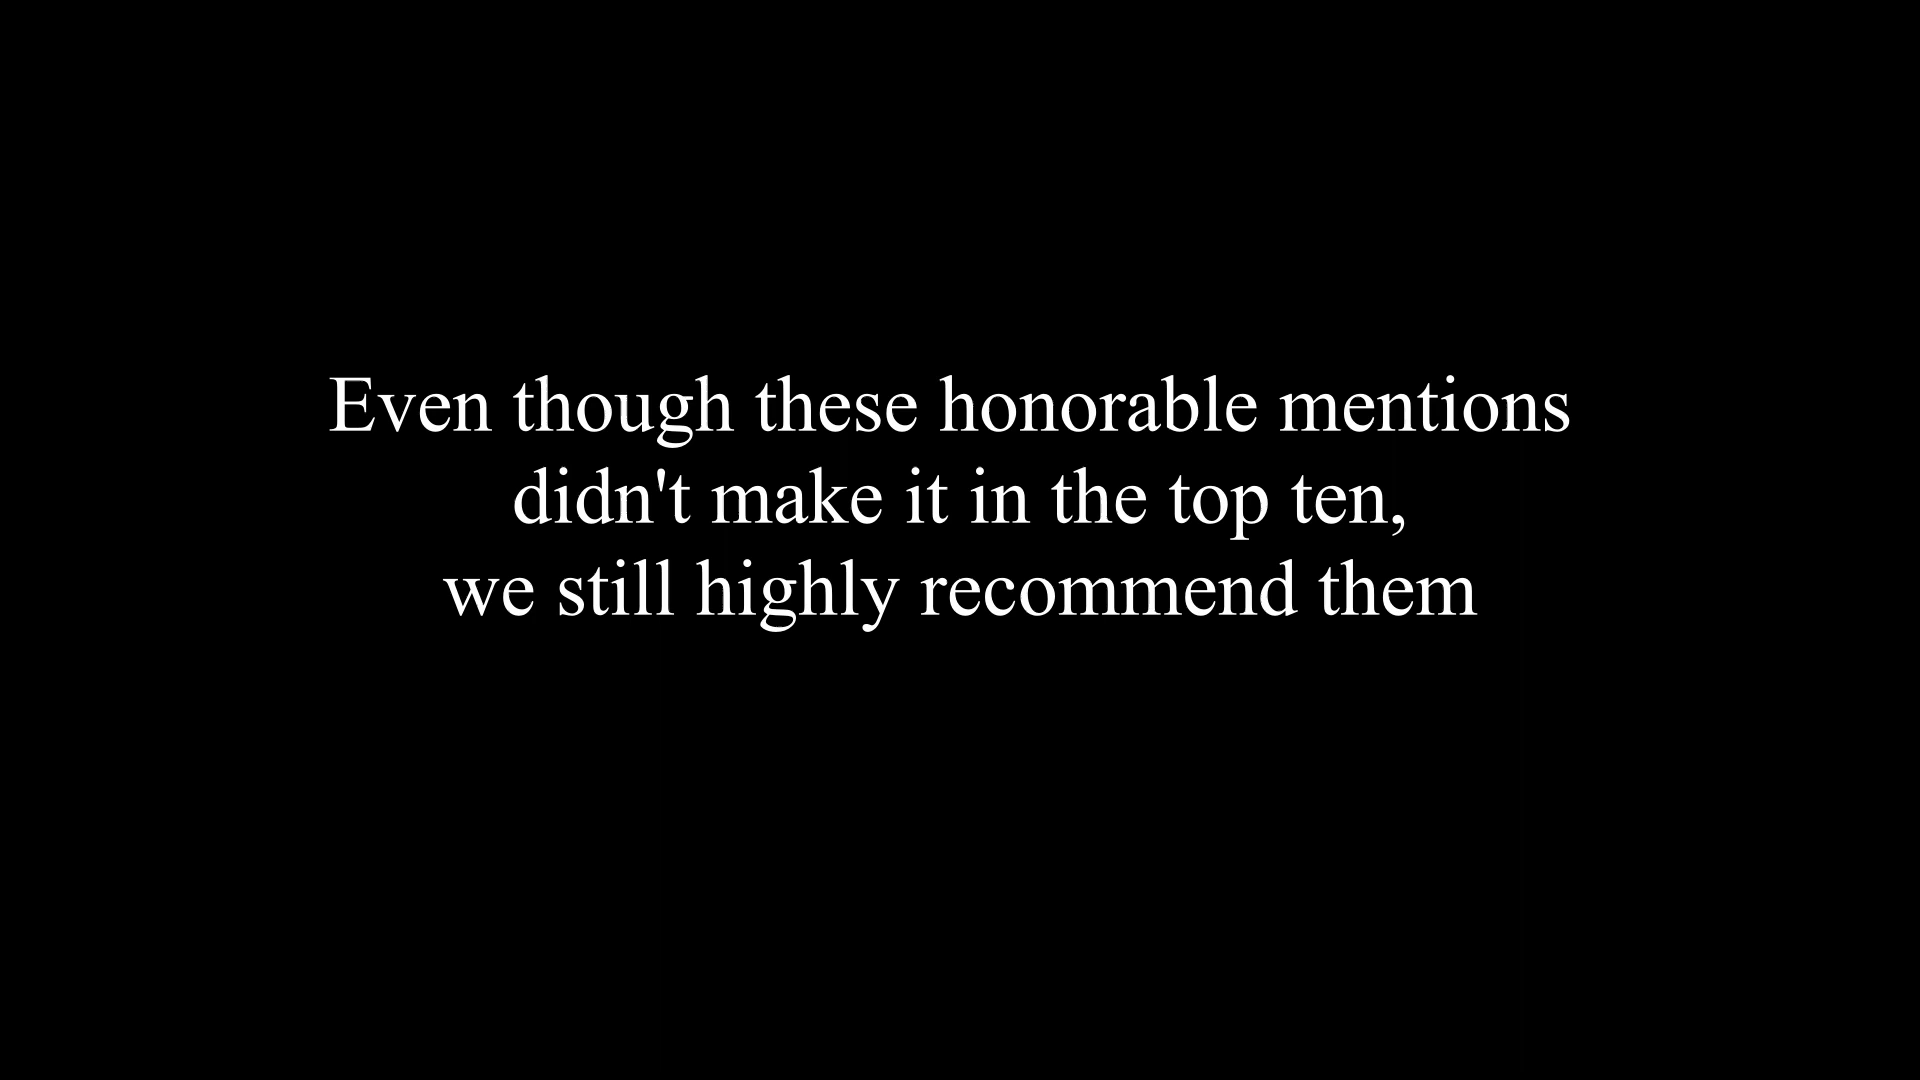 Even though these honorable mentions
didn't make it in the top ten,
we still highly recommend them